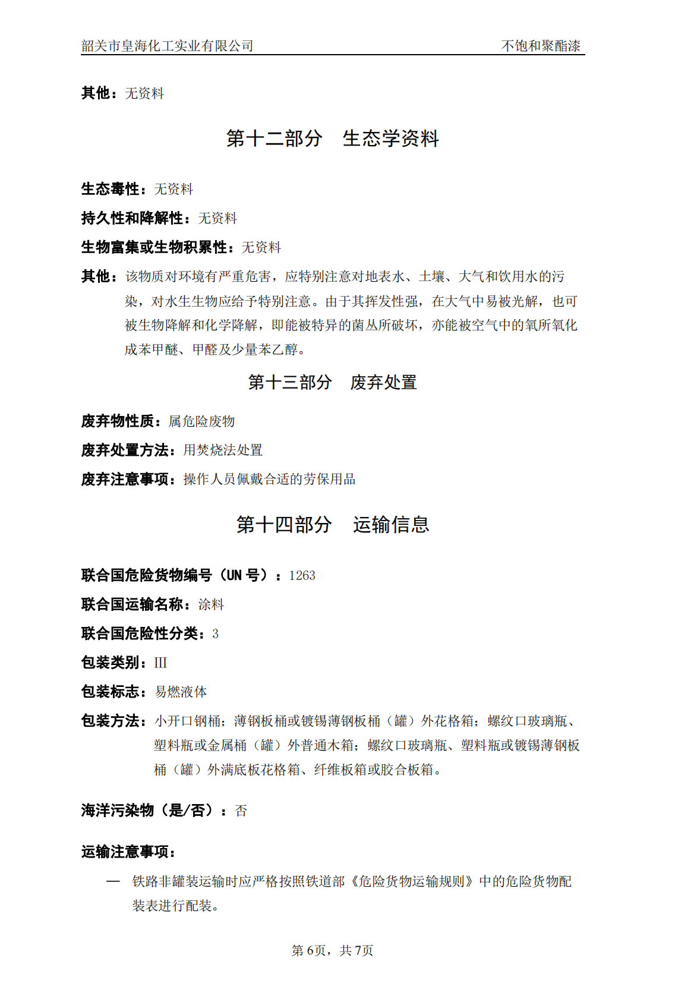 韶关市皇海化工实业有限公司 不饱和聚酯漆
其他：无资料
第十二部分 生态学资料
生态毒性：无资料
持久性和降解性：无资料
生物富集或生物积累性：无资料
其他：该物质对环境有严重危害，应特别注意对地表水、土壤、大气和饮用水的污
染，对水生生物应给予特别注意。由于其挥发性强，在大气中易被光解，也可
被生物降解和化学降解，即能被特异的菌丛所破坏，亦能被空气中的氧所氧化
成苯甲醚、甲醛及少量苯乙醇。
第十三部分 废弃处置
废弃物性质：属危险废物
废弃处置方法：用焚烧法处置
废弃注意事项：操作人员佩戴合适的劳保用品
第十四部分 运输信息
联合国危险货物编号（UN 号）：1263
联合国运输名称：涂料
联合国危险性分类：3
包装类别：Ⅲ
包装标志：易燃液体
包装方法：小开口钢桶；薄钢板桶或镀锡薄钢板桶（罐）外花格箱；螺纹口玻璃瓶、
塑料瓶或金属桶（罐）外普通木箱；螺纹口玻璃瓶、塑料瓶或镀锡薄钢板
桶（罐）外满底板花格箱、纤维板箱或胶合板箱。
海洋污染物（是/否）：否
运输注意事项：
— 铁路非罐装运输时应严格按照铁道部《危险货物运输规则》中的危险货物配
装表进行配装。
第 6页，共 7页